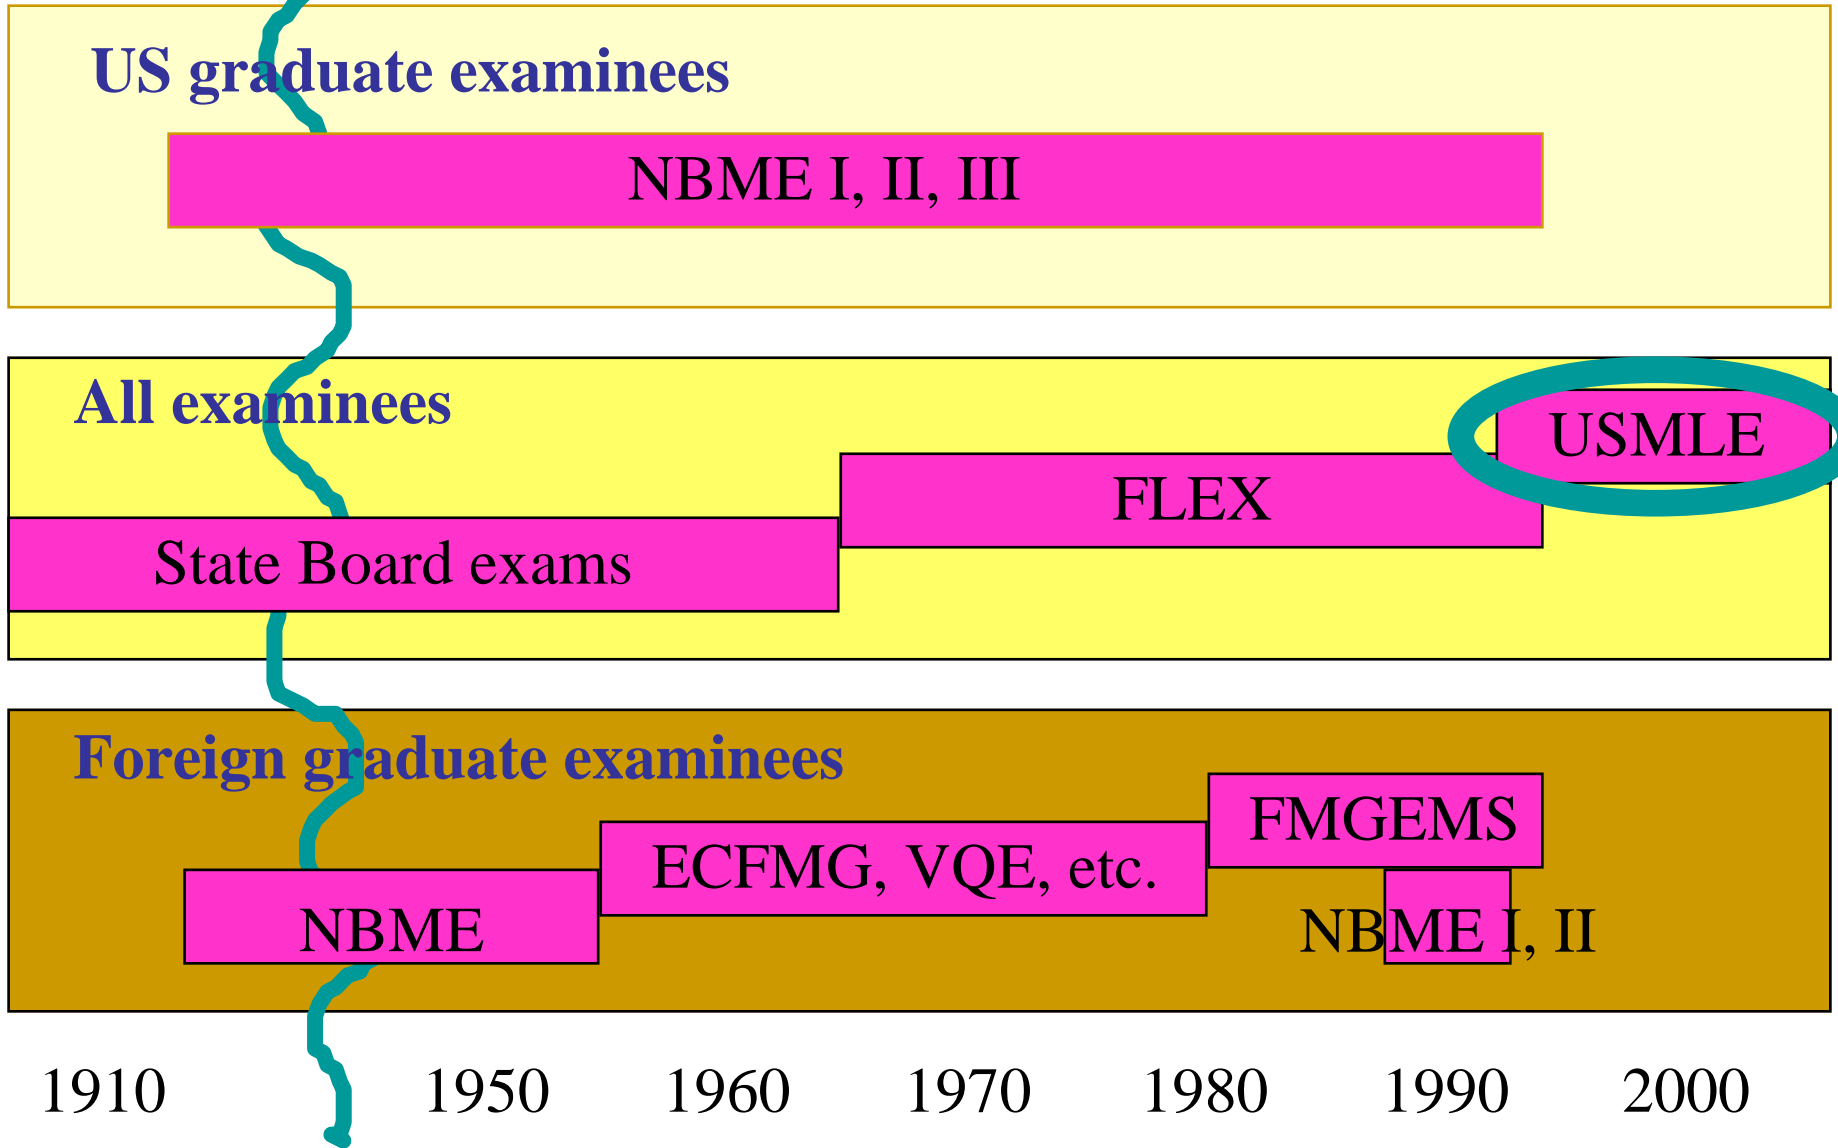 US graduate examinees
NBME I, II, III
All examinees
USMLE
FLEX
State Board exams
Foreign graduate examinees
FMGEMS
ECFMG, VQE, etc.
NBME
NBME I, II
1910 1950 1960 1970 1980 1990 2000